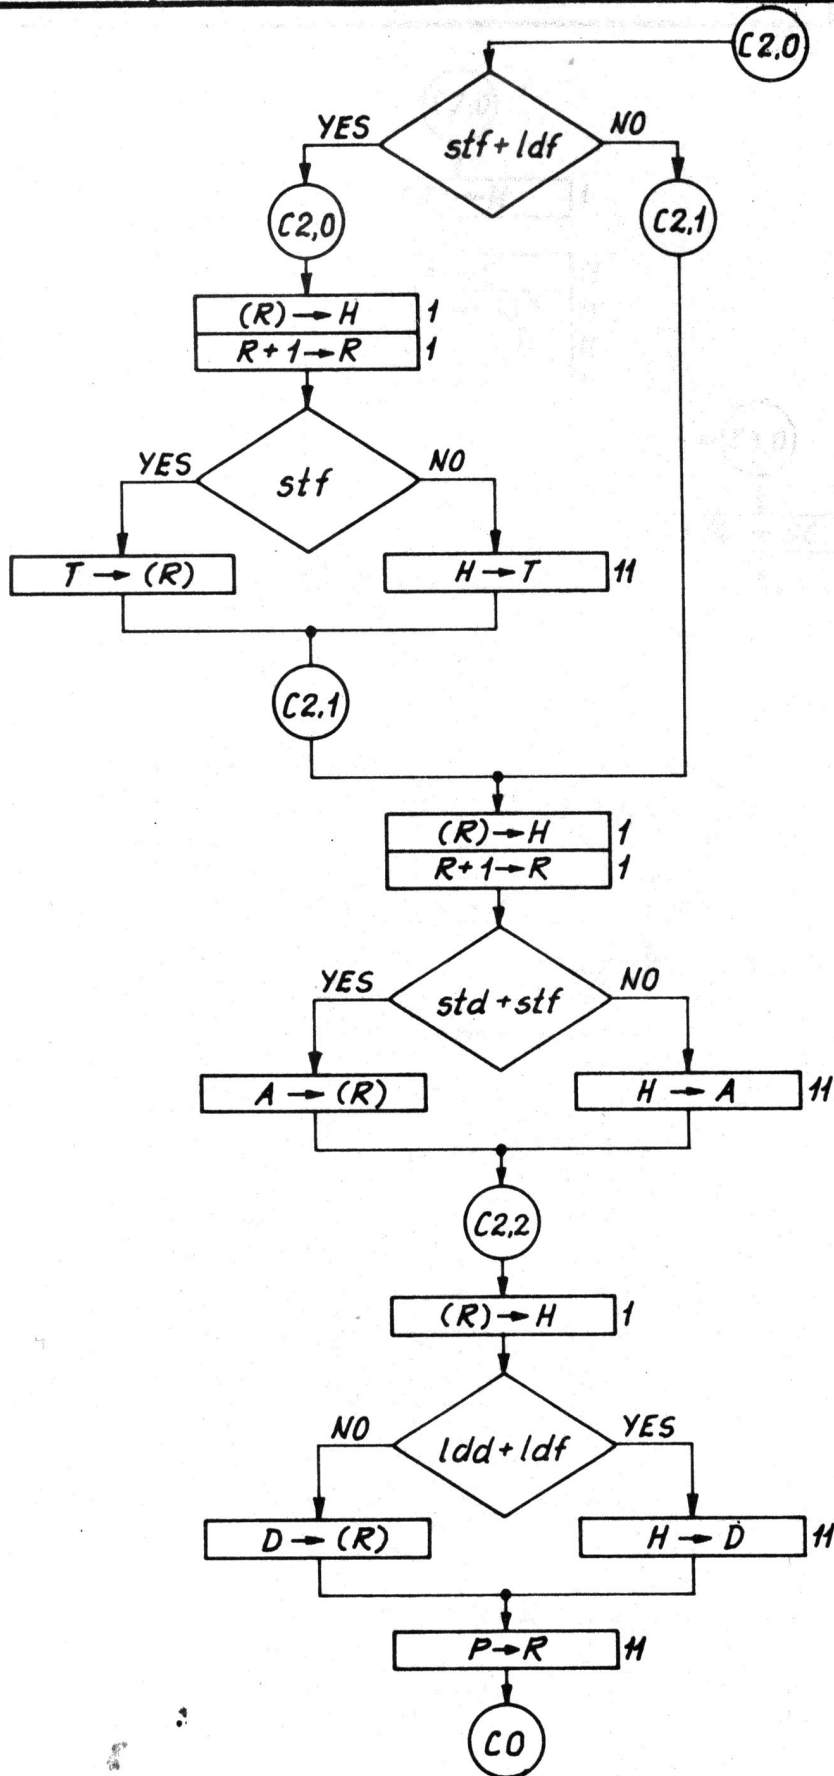 C2,0
stf+ldf
YES
NO
C2,0
C2,1
(R)→H 1
R+1→R 1
stf
YES
NO
T→(R)
H→T 11
C2,1
(R)→H 1
R+1→R 1
std+stf
YES
NO
A→(R)
H→A 11
C2,2
(R)→H 1
ldd+ldf
NO
YES
D→(R)
H→D 11
P→R 11
C0